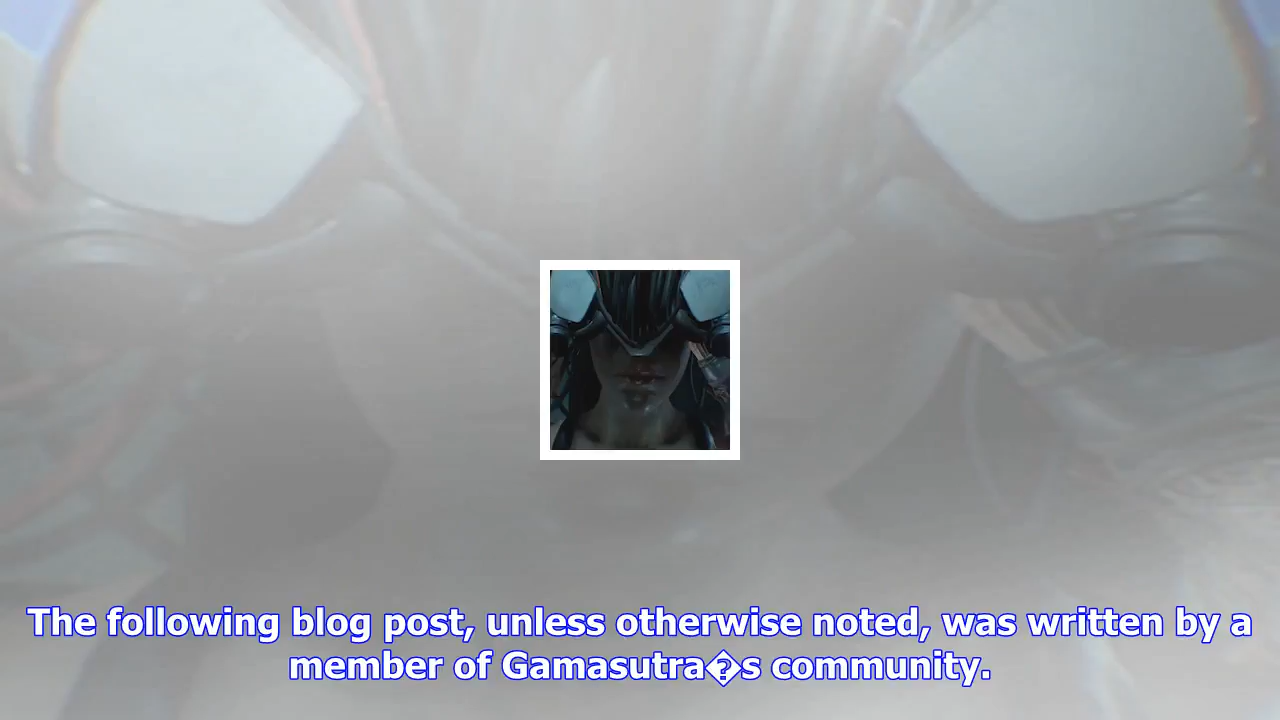 The following blog post, unless otherwise noted, was written by a
member of Gamasutra�s community.